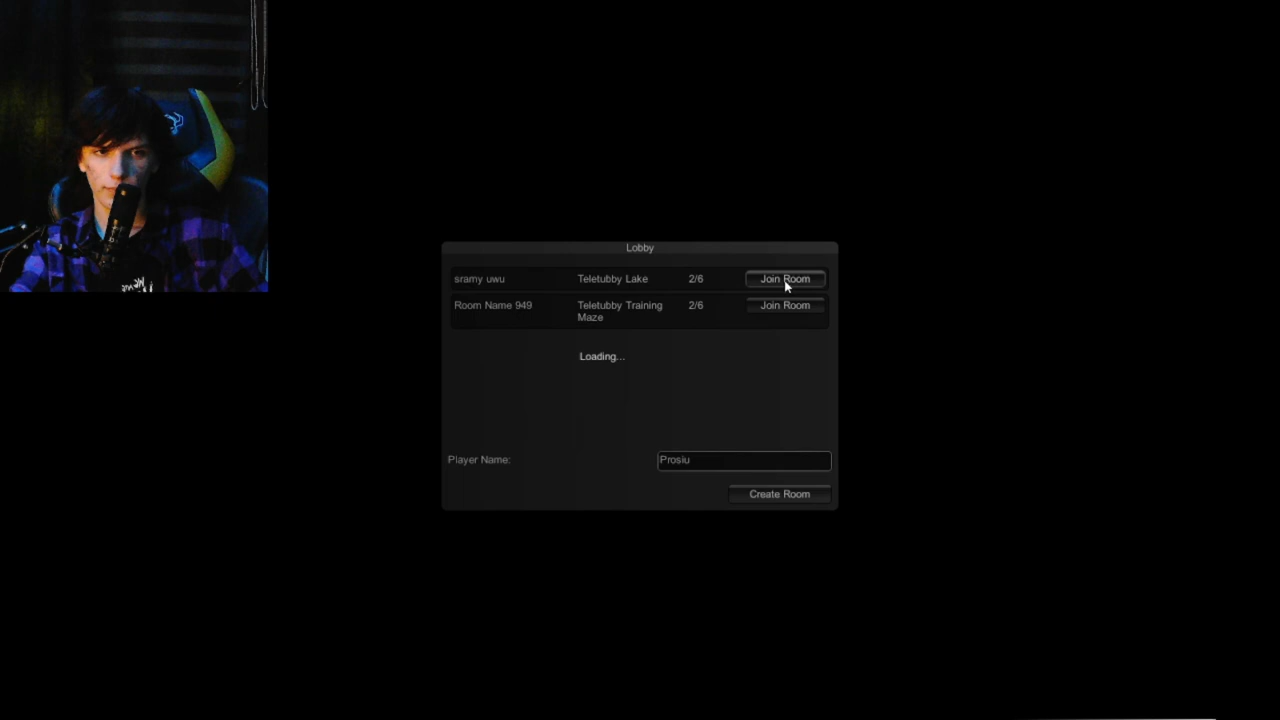 Lobby
sramy uwu Teletubby Lake 2/6 Join Room
Room Name 949 Teletubby Training 2/6 Join Room
Maze
Loading...
Player Name: Prosiu
Create Room